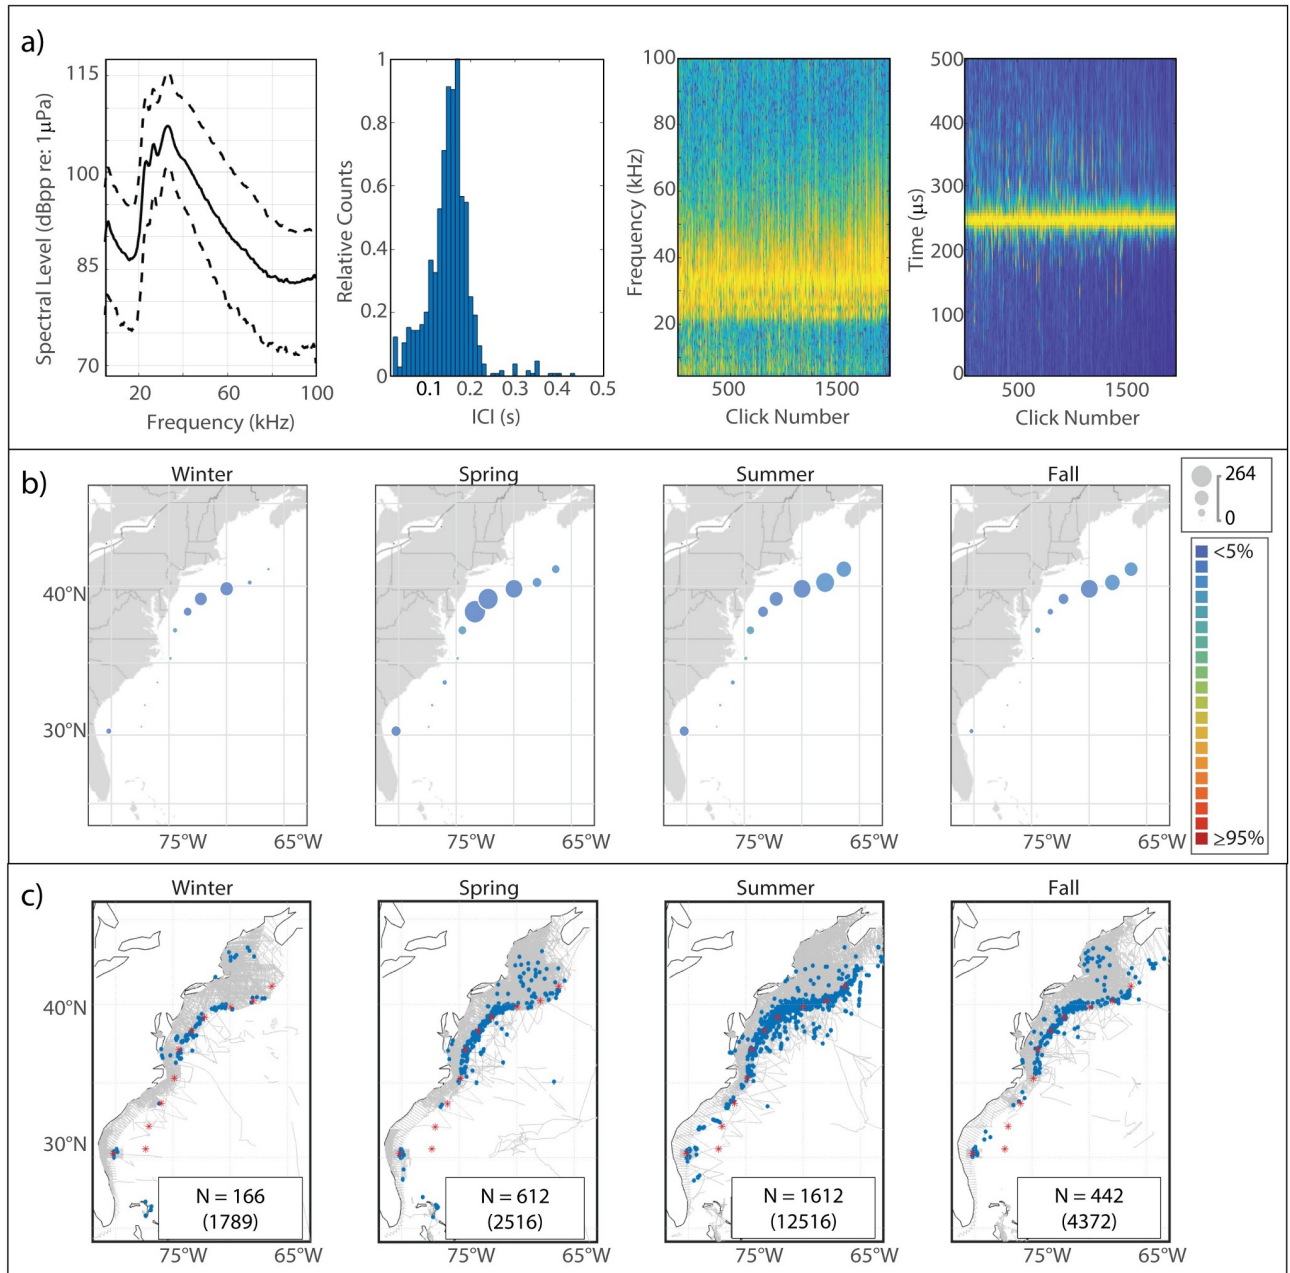 a)
Spectral Level (dBpp re: 1µPa)
115
100
85
70
20 60 100
Frequency (kHz)
Relative Counts
1
0.8
0.6
0.4
0.2
0
0.1 0.2 0.3 0.4 0.5
ICI (s)
Frequency (kHz)
100
80
60
40
20
500 1500
Click Number
Time (µs)
500
400
300
200
100
0
500 1500
Click Number
b)
Winter Spring Summer Fall
264
0
<5%
≥95%
40°N
30°N
75°W 65°W 75°W 65°W 75°W 65°W 75°W 65°W
c)
Winter Spring Summer Fall
40°N
30°N
N = 166
(1789)
N = 612
(2516)
N = 1612
(12516)
N = 442
(4372)
75°W 65°W 75°W 65°W 75°W 65°W 75°W 65°W